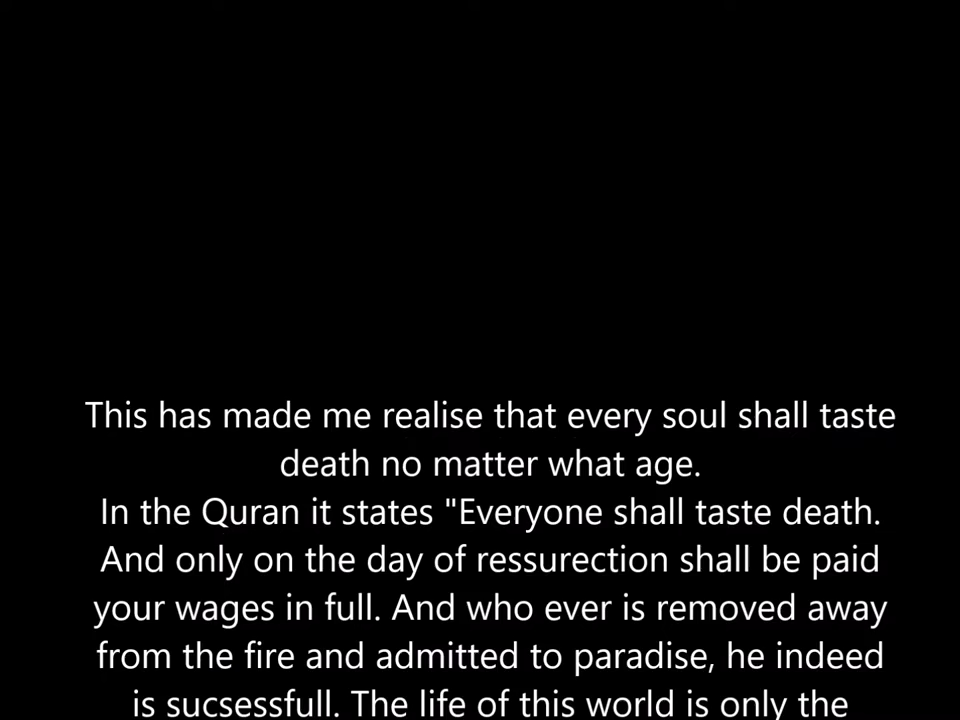 This has made me realise that every soul shall taste
death no matter what age.
In the Quran it states "Everyone shall taste death.
And only on the day of ressurection shall be paid
your wages in full. And who ever is removed away
from the fire and admitted to paradise, he indeed
is sucsessfull. The life of this world is only the